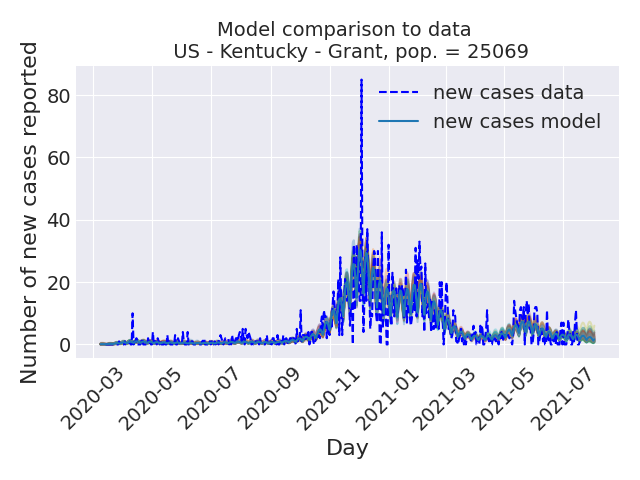 Model comparison to data
US - Kentucky - Grant, pop. = 25069
Number of new cases reported
80
60
40
20
0
new cases data
new cases model
2020-03
2020-05
2020-07
2020-09
2020-11
2021-01
2021-03
2021-05
2021-07
Day